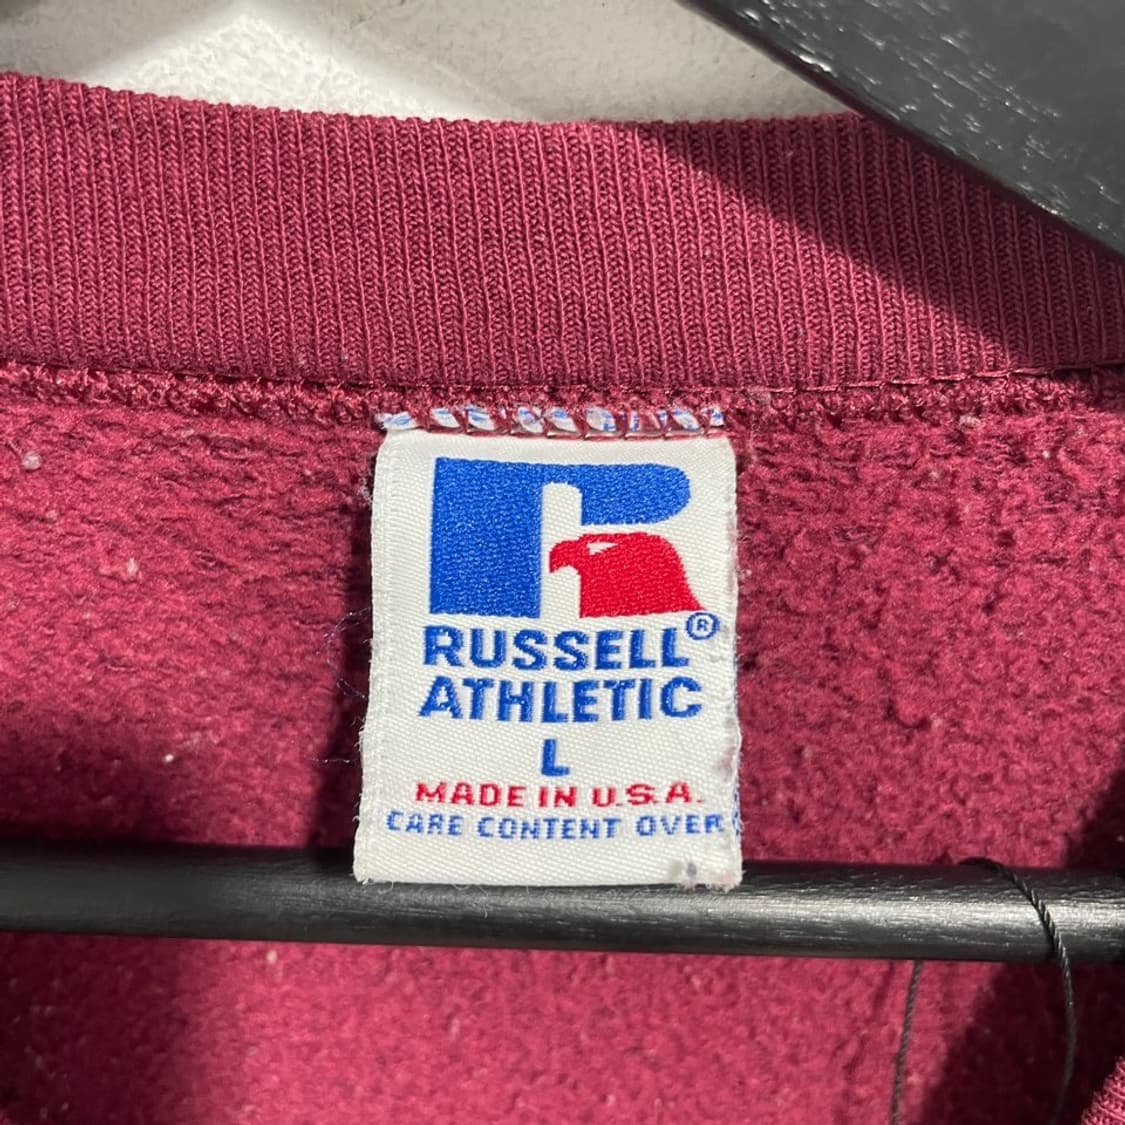 RUSSELL®
ATHLETIC
L
MADE IN U.S.A.
CARE CONTENT OVER